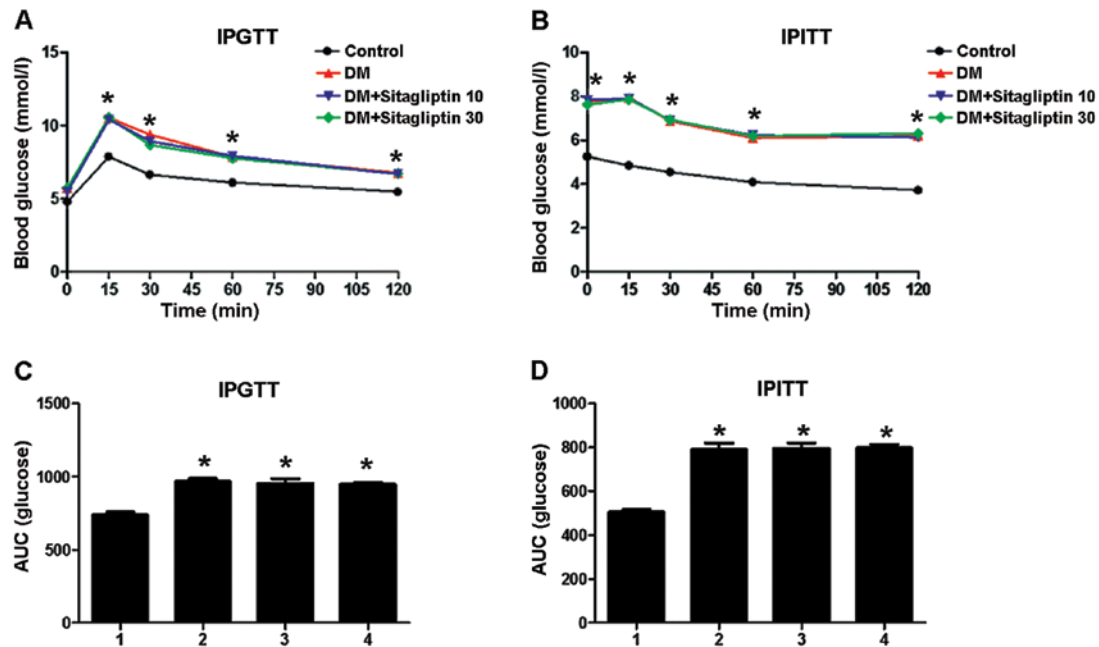 A
IPGTT
Blood glucose (mmol/l)
15
10
5
0
0 15 30 45 60 75 90 105 120
Time (min)
* * * *
Control
DM
DM+Sitagliptin 10
DM+Sitagliptin 30
B
IPITT
Blood glucose (mmol/l)
10
8
6
4
2
0
0 15 30 45 60 75 90 105 120
Time (min)
* * * * *
Control
DM
DM+Sitagliptin 10
DM+Sitagliptin 30
C
IPGTT
AUC (glucose)
1500
1000
500
0
* * *
1 2 3 4
D
IPITT
AUC (glucose)
1000
800
600
400
200
0
* * *
1 2 3 4